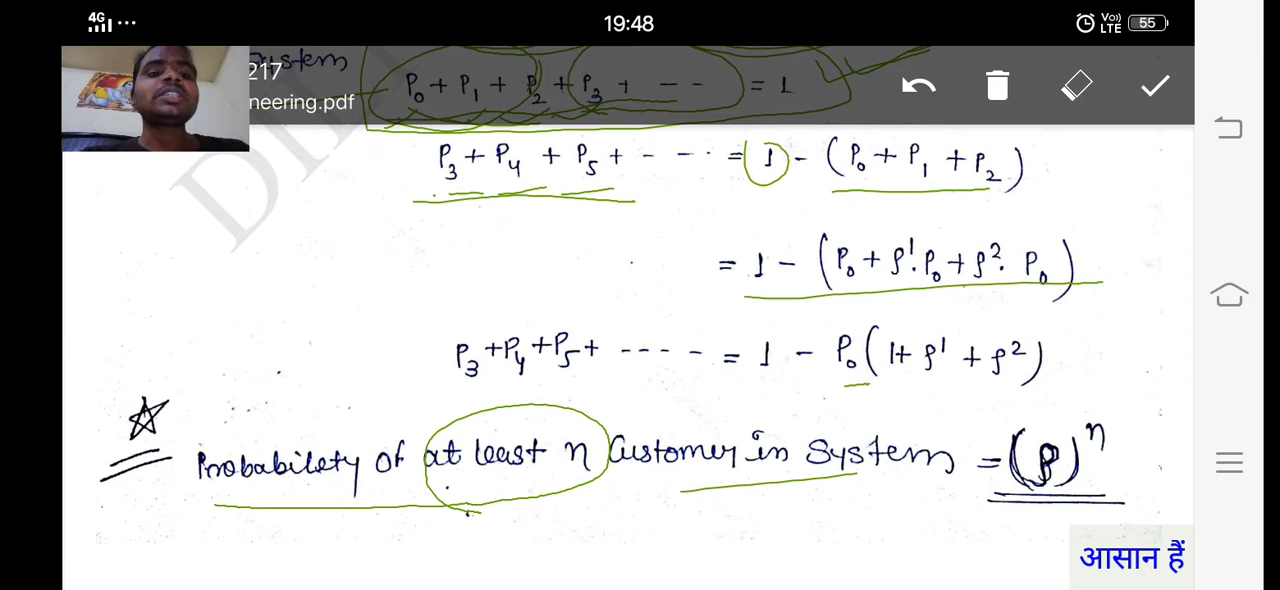 4G 19:48 Vo)) LTE 55
217
neering.pdf
System P₀ + P₁ + P₂ + P₃ + --- = 1
P₃ + P₄ + P₅ + - --- = 1 - (P₀ + P₁ + P₂)
= 1 - (P₀ + ρ¹.P₀ + ρ². P₀)
P₃ + P₄ + P₅ + ---- - = 1 - P₀ (1 + ρ¹ + ρ²)
Probability of at least n Customer in System = (ρ)ⁿ
आसान हैं